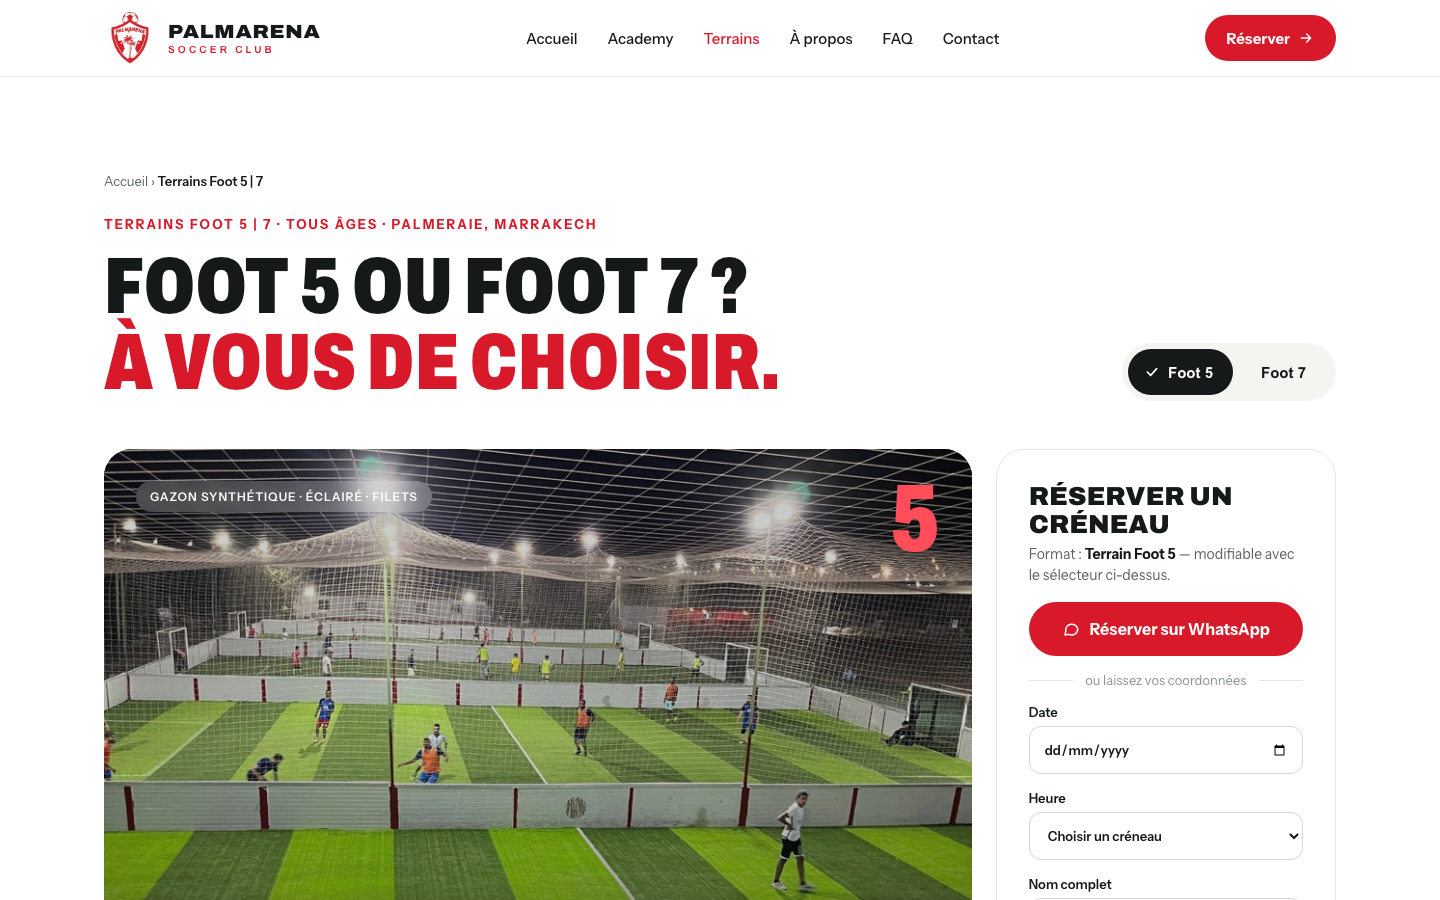 PALMARENA
SOCCER CLUB
Accueil
Academy
Terrains
À propos
FAQ
Contact
Réserver
Accueil › Terrains Foot 5 | 7
TERRAINS FOOT 5 | 7 · TOUS ÂGES · PALMERAIE, MARRAKECH
FOOT 5 OU FOOT 7 ?
À VOUS DE CHOISIR.
Foot 5
Foot 7
GAZON SYNTHÉTIQUE · ÉCLAIRÉ · FILETS
5
RÉSERVER UN
CRÉNEAU
Format : Terrain Foot 5 — modifiable avec
le sélecteur ci-dessus.
Réserver sur WhatsApp
ou laissez vos coordonnées
Date
dd/mm/yyyy
Heure
Choisir un créneau
Nom complet